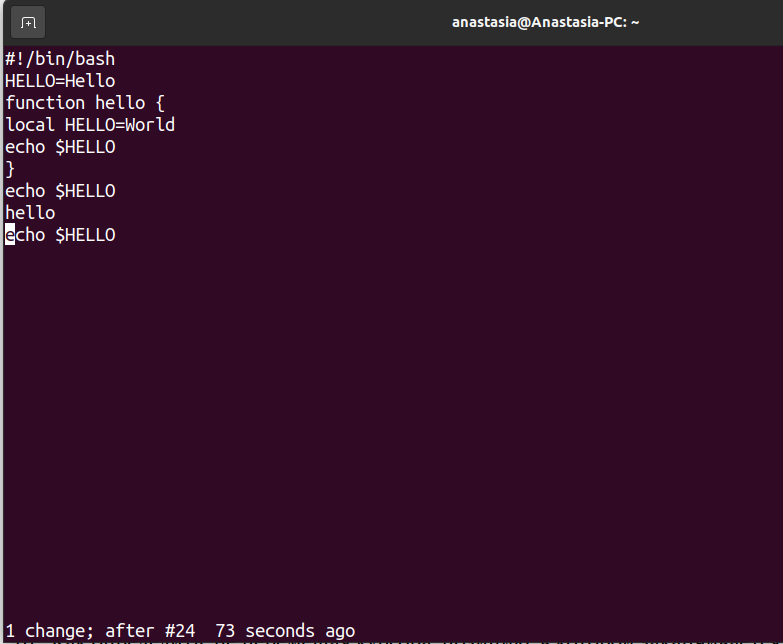 anastasia@Anastasia-PC: ~
#!/bin/bash
HELLO=Hello
function hello {
local HELLO=World
echo $HELLO
}
echo $HELLO
hello
echo $HELLO
1 change; after #24  73 seconds ago